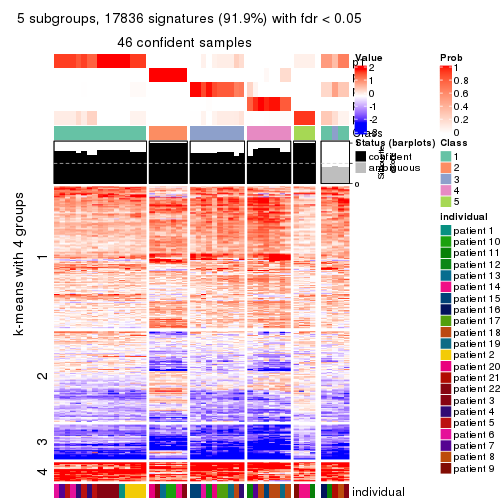 5 subgroups, 17836 signatures (91.9%) with fdr < 0.05
46 confident samples
k-means with 4 groups
1
2
3
4
Class
0
individual
Value
2
1
0
-1
-2
Status (barplots)
confident
ambiguous
Prob
1
0.8
0.6
0.4
0.2
0
Class
1
2
3
4
5
individual
patient 1
patient 10
patient 11
patient 12
patient 13
patient 14
patient 15
patient 16
patient 17
patient 18
patient 19
patient 2
patient 20
patient 21
patient 22
patient 3
patient 4
patient 5
patient 6
patient 7
patient 8
patient 9